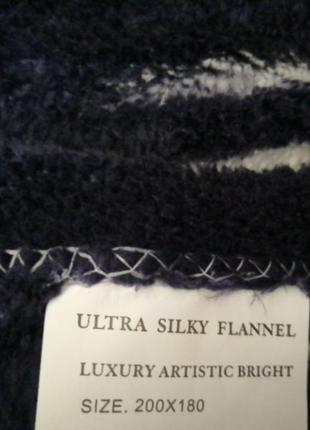 ULTRA SILKY FLANNEL
LUXURY ARTISTIC BRIGHT
SIZE. 200X180